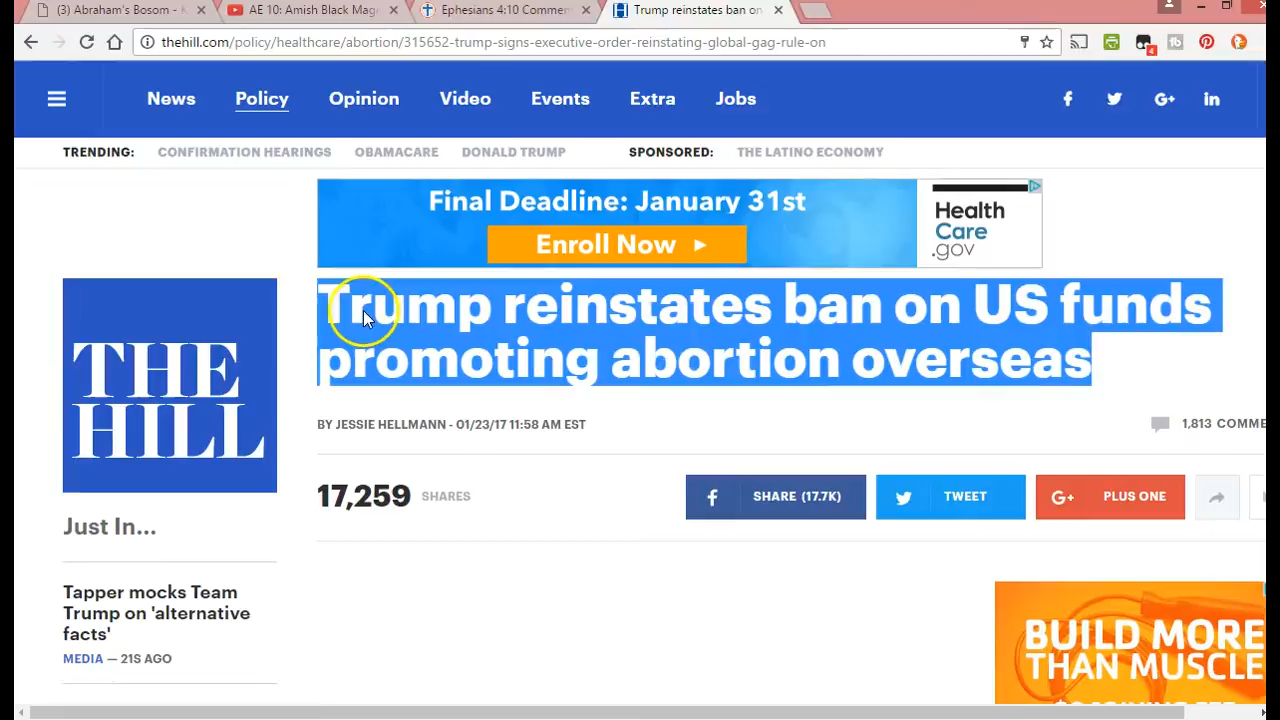 (3) Abraham's Bosom -
AE 10: Amish Black Mag
Ephesians 4:10 Commen
Trump reinstates ban on
thehill.com/policy/healthcare/abortion/315652-trump-signs-executive-order-reinstating-global-gag-rule-on
4
News Policy Opinion Video Events Extra Jobs
TRENDING: CONFIRMATION HEARINGS OBAMACARE DONALD TRUMP SPONSORED: THE LATINO ECONOMY
Final Deadline: January 31st
Enroll Now
Health
Care
.gov
Trump reinstates ban on US funds
promoting abortion overseas
BY JESSIE HELLMANN - 01/23/17 11:58 AM EST
1,813 COMME
THE
HILL
17,259 SHARES
SHARE (17.7K)
TWEET
G+ PLUS ONE
Just In...
Tapper mocks Team
Trump on 'alternative
facts'
MEDIA — 21S AGO
BUILD MORE
THAN MUSCLE